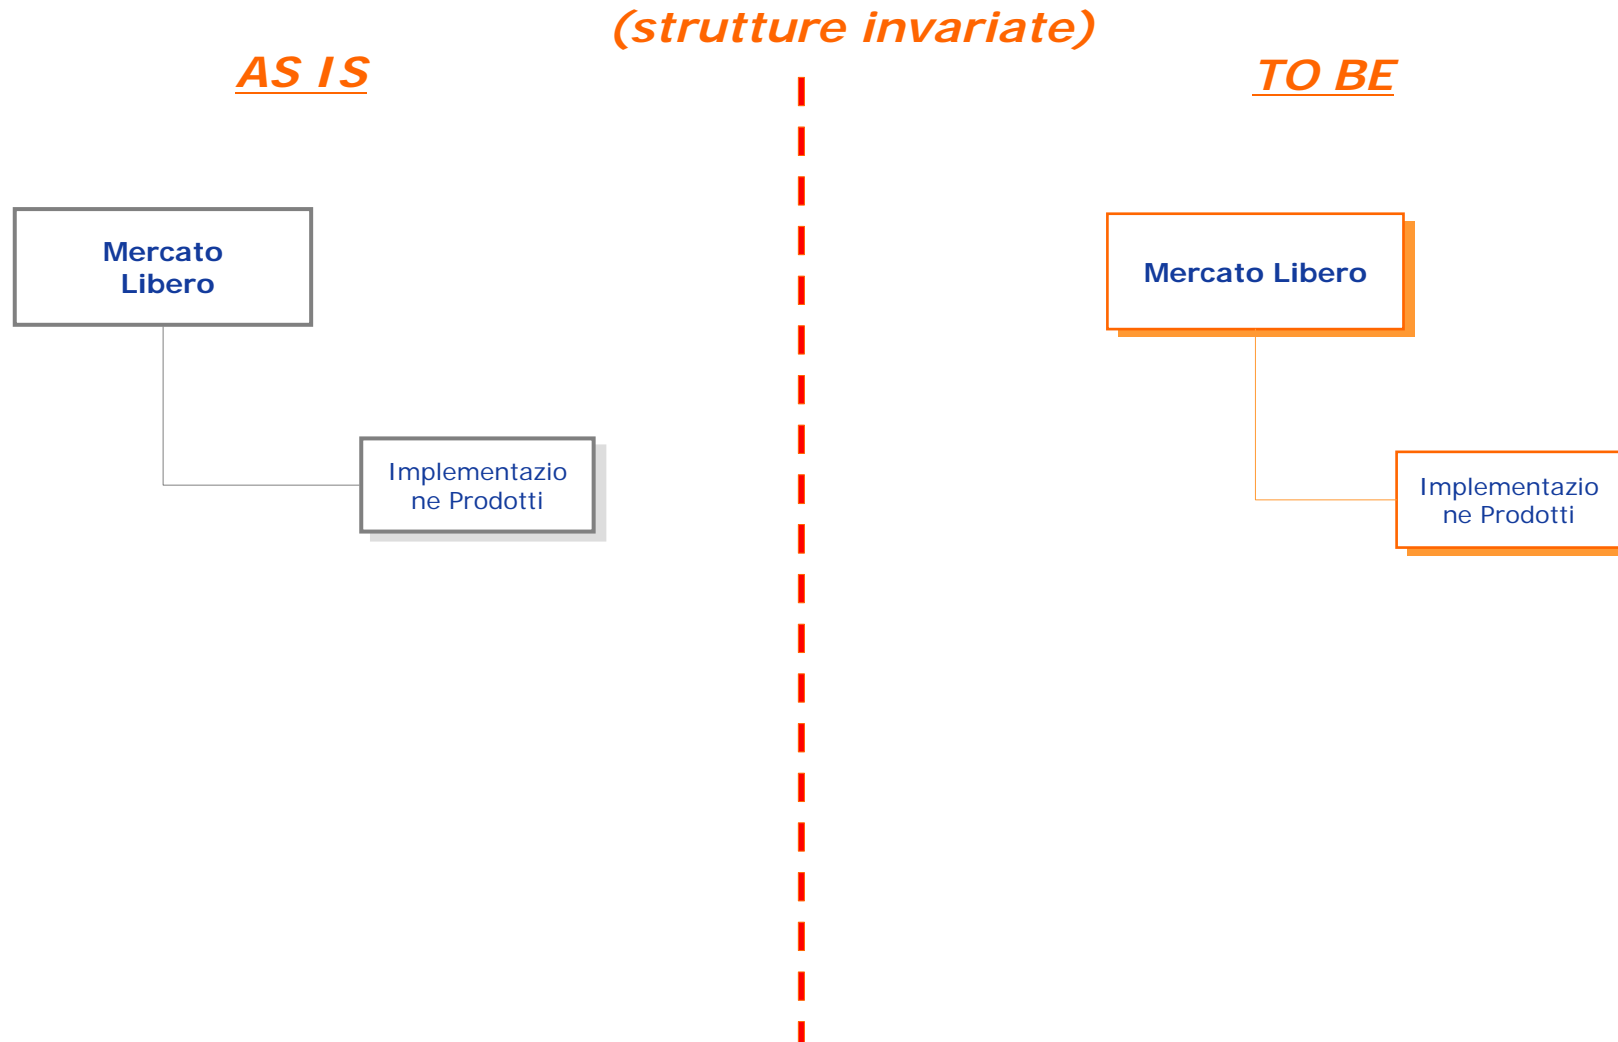 (strutture invariate)
AS IS
TO BE
Mercato
Libero
Mercato Libero
Implementazio
ne Prodotti
Implementazio
ne Prodotti